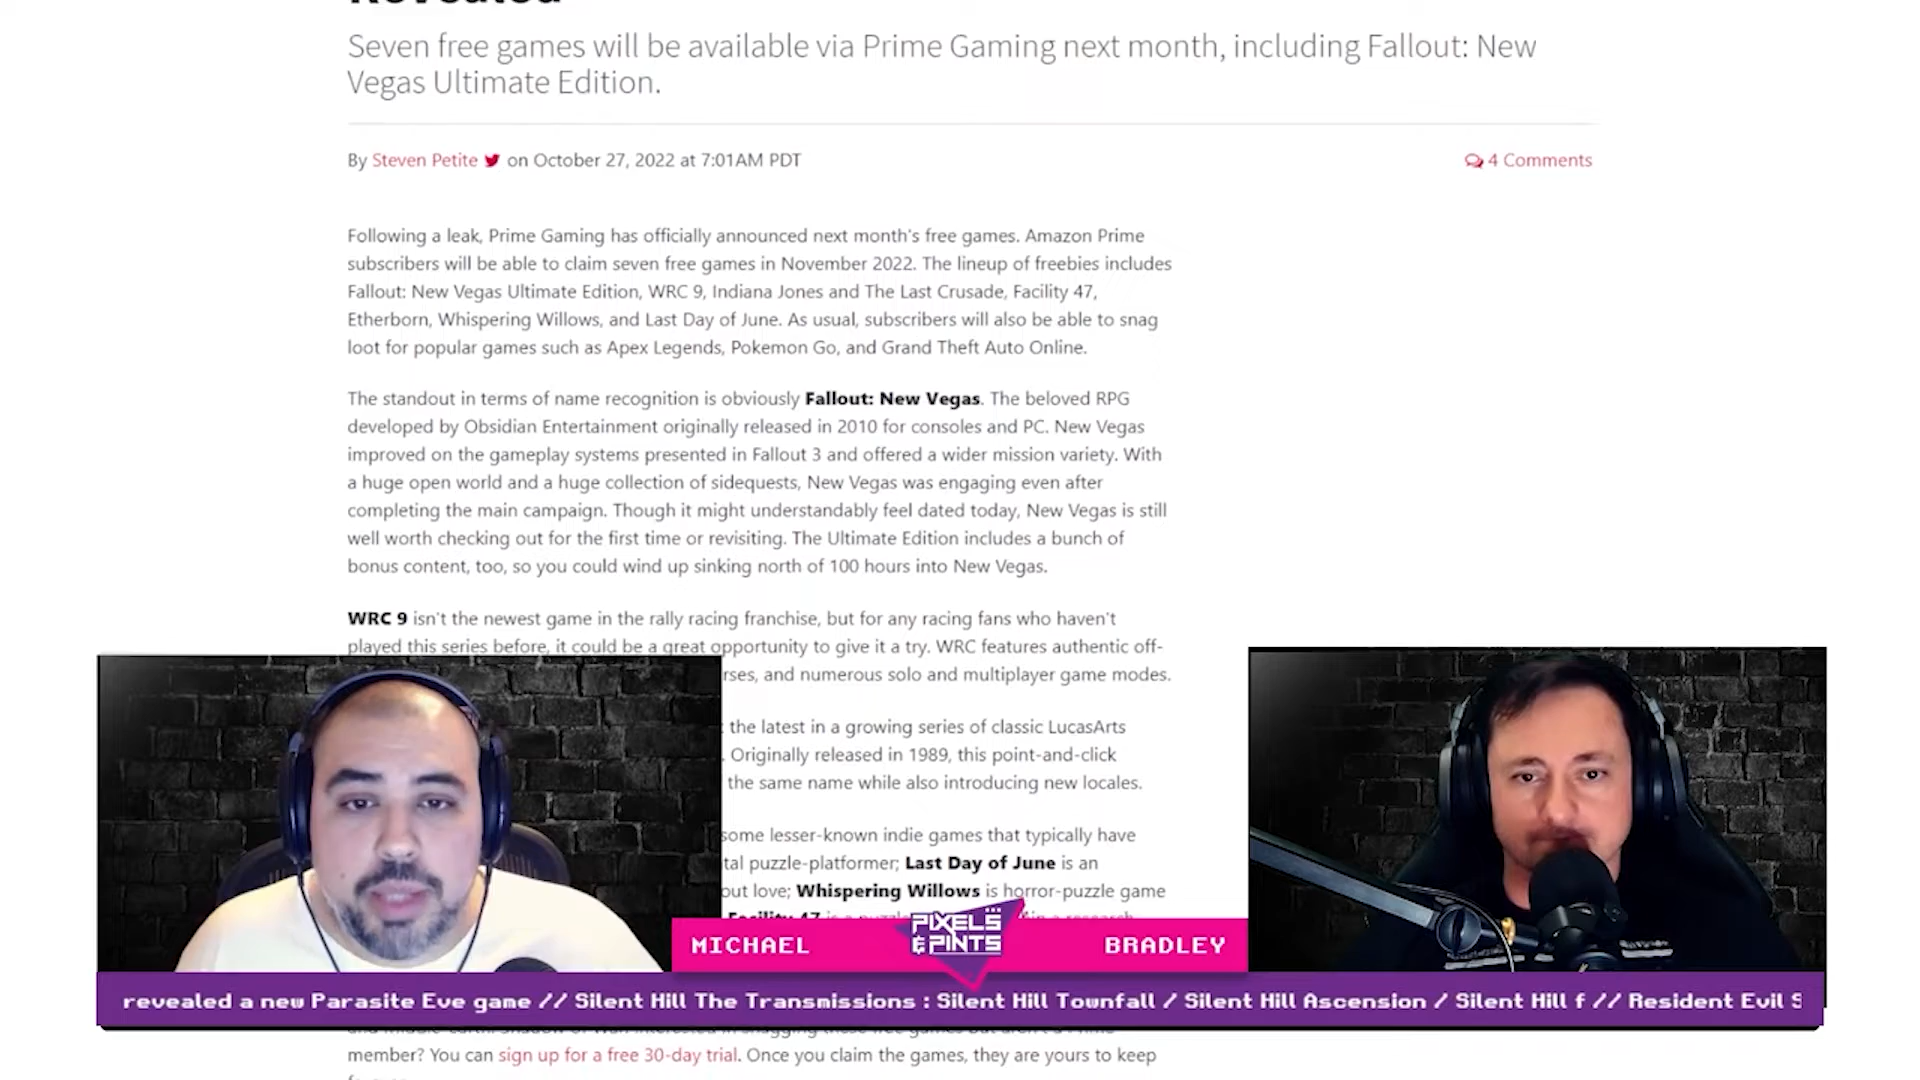 Revealed
Seven free games will be available via Prime Gaming next month, including Fallout: New
Vegas Ultimate Edition.
By Steven Petite on October 27, 2022 at 7:01AM PDT
4 Comments
Following a leak, Prime Gaming has officially announced next month's free games. Amazon Prime
subscribers will be able to claim seven free games in November 2022. The lineup of freebies includes
Fallout: New Vegas Ultimate Edition, WRC 9, Indiana Jones and The Last Crusade, Facility 47,
Etherborn, Whispering Willows, and Last Day of June. As usual, subscribers will also be able to snag
loot for popular games such as Apex Legends, Pokemon Go, and Grand Theft Auto Online.
The standout in terms of name recognition is obviously Fallout: New Vegas. The beloved RPG
developed by Obsidian Entertainment originally released in 2010 for consoles and PC. New Vegas
improved on the gameplay systems presented in Fallout 3 and offered a wider mission variety. With
a huge open world and a huge collection of sidequests, New Vegas was engaging even after
completing the main campaign. Though it might understandably feel dated today, New Vegas is still
well worth checking out for the first time or revisiting. The Ultimate Edition includes a bunch of
bonus content, too, so you could wind up sinking north of 100 hours into New Vegas.
WRC 9 isn't the newest game in the rally racing franchise, but for any racing fans who haven't
played this series before, it could be a great opportunity to give it a try. WRC features authentic off-
rses, and numerous solo and multiplayer game modes.
the latest in a growing series of classic LucasArts
. Originally released in 1989, this point-and-click
the same name while also introducing new locales.
some lesser-known indie games that typically have
tal puzzle-platformer; Last Day of June is an
out love; Whispering Willows is horror-puzzle game
Facility 47 is a in a research
MICHAEL
PIXELS
& PINTS
BRADLEY
revealed a new Parasite Eve game // Silent Hill The Transmissions : Silent Hill Townfall / Silent Hill Ascension / Silent Hill f // Resident Evil S
member? You can sign up for a free 30-day trial. Once you claim the games, they are yours to keep